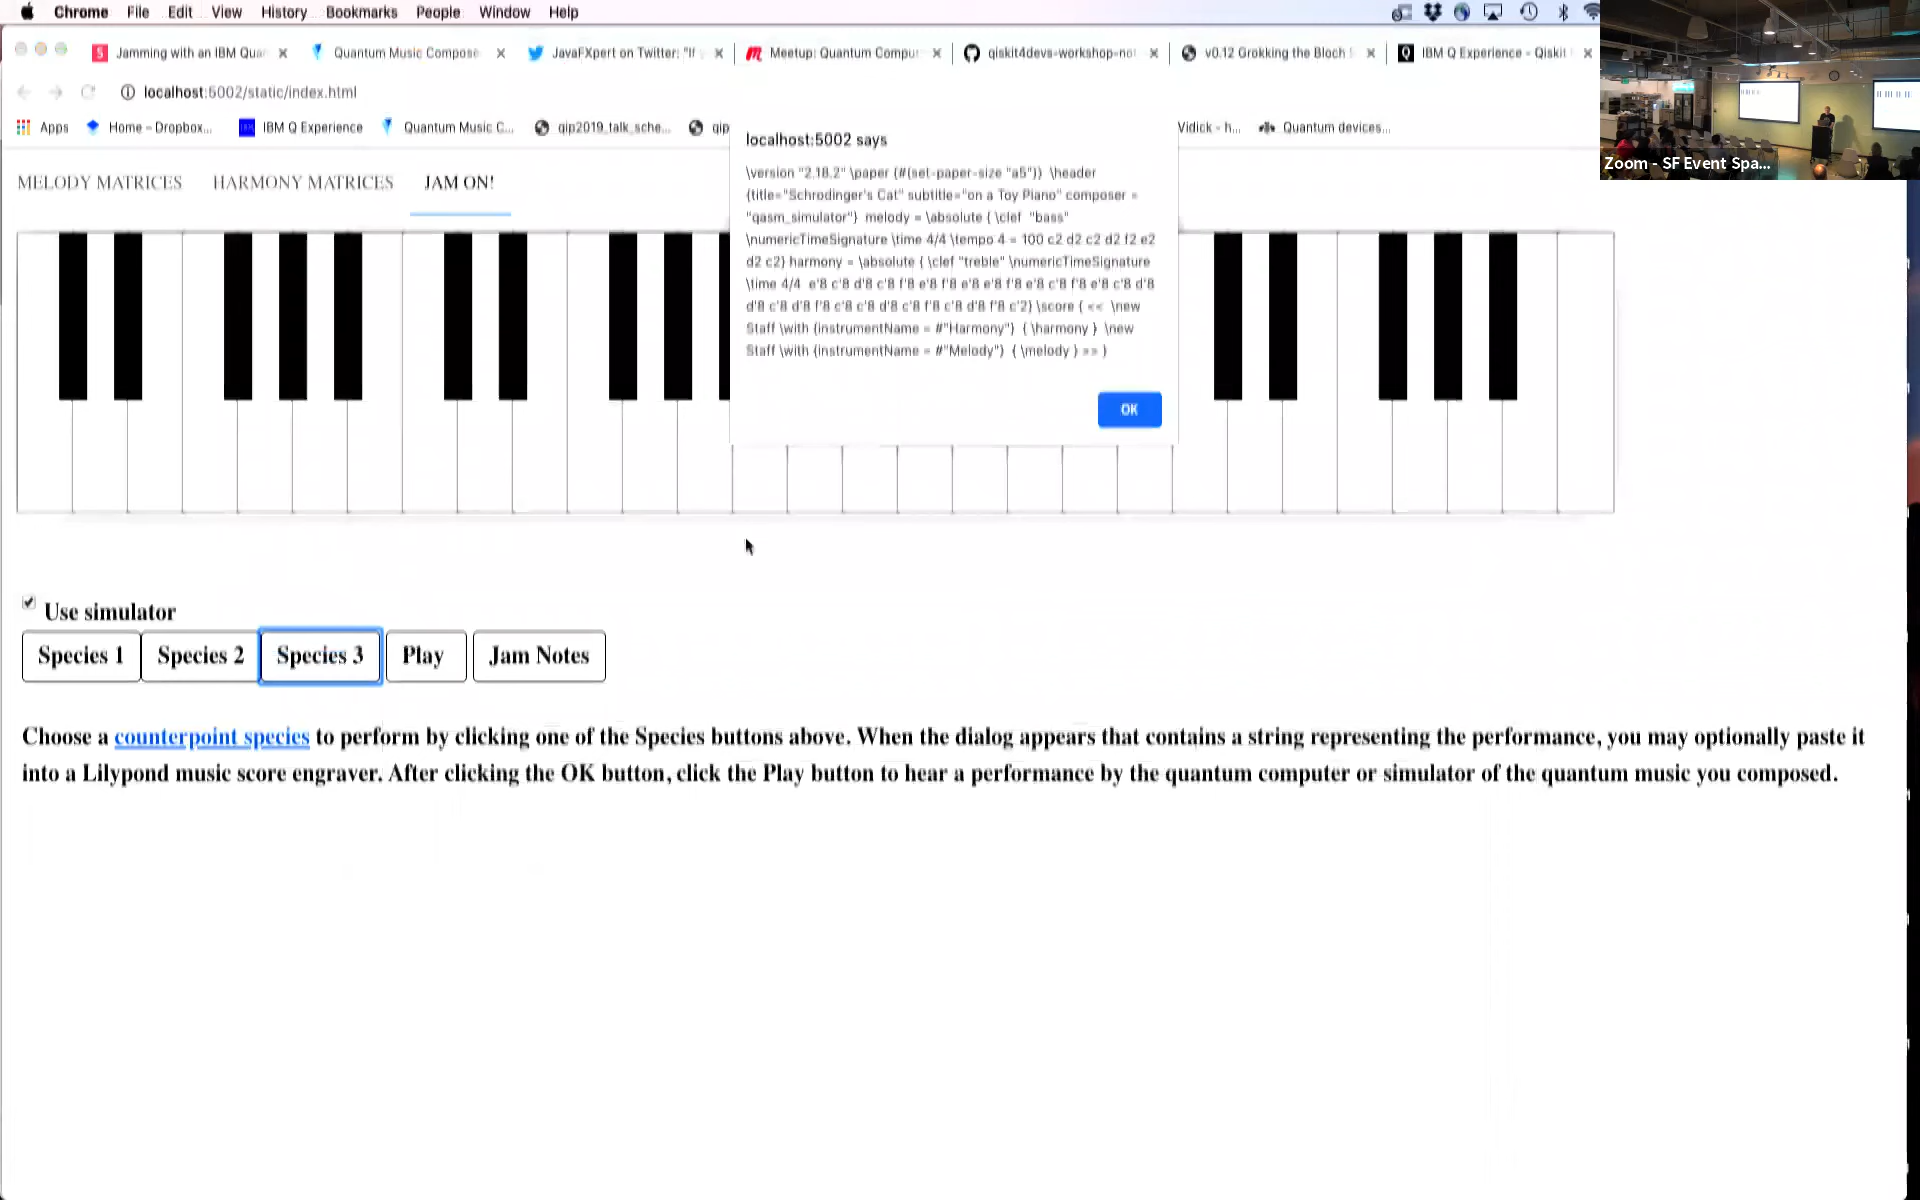 Chrome File Edit View History Bookmarks People Window Help
Jamming with an IBM Qua Quantum Music Compose JavaFXpert on Twitter: "If y Meetup: Quantum Comput qiskit4devs-workshop-not v0.12 Grokking the Bloch S IBM Q Experience - Qiskit
localhost:5002/static/index.html
Apps Home - Dropbox... IBM Q Experience Quantum Music C... qip2019_talk_sche... qip Vidick - h... Quantum devices...
Zoom - SF Event Spa...
MELODY MATRICES HARMONY MATRICES JAM ON!
localhost:5002 says
\version "2.18.2" \paper {#(set-paper-size "a5")} \header
{title="Schrodinger's Cat" subtitle="on a Toy Piano" composer =
"qasm_simulator"} melody = \absolute { \clef "bass"
\numericTimeSignature \time 4/4 \tempo 4 = 100 c2 d2 c2 d2 f2 e2
d2 c2} harmony = \absolute { \clef "treble" \numericTimeSignature
\time 4/4 e'8 c'8 d'8 c'8 f'8 e'8 f'8 e'8 e'8 f'8 e'8 c'8 f'8 e'8 c'8 d'8
d'8 c'8 d'8 f'8 c'8 c'8 d'8 c'8 f'8 c'8 d'8 f'8 c'2} \score { << \new
Staff \with {instrumentName = #"Harmony"} { \harmony } \new
Staff \with {instrumentName = #"Melody"} { \melody } >> }
OK
Use simulator
Species 1 Species 2 Species 3 Play Jam Notes
Choose a counterpoint species to perform by clicking one of the Species buttons above. When the dialog appears that contains a string representing the performance, you may optionally paste it
into a Lilypond music score engraver. After clicking the OK button, click the Play button to hear a performance by the quantum computer or simulator of the quantum music you composed.